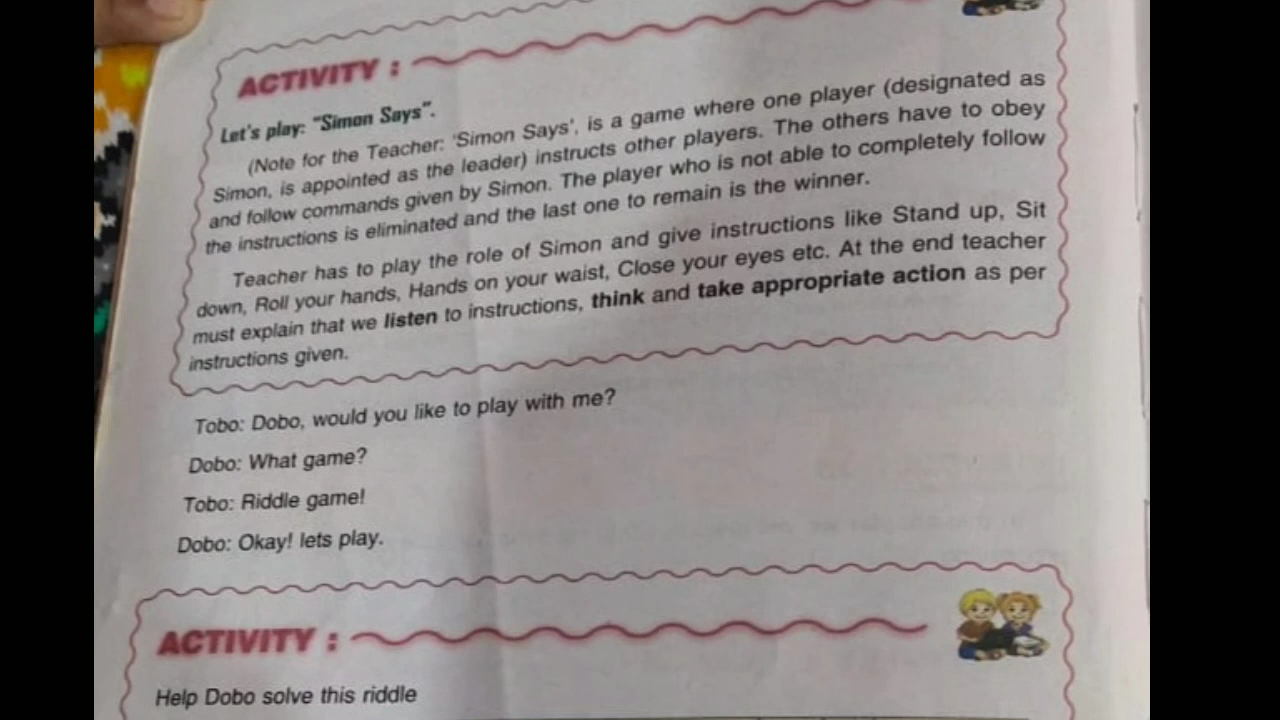 ACTIVITY :
Let's play: "Simon Says".
(Note for the Teacher: 'Simon Says', is a game where one player (designated as
Simon, is appointed as the leader) instructs other players. The others have to obey
and follow commands given by Simon. The player who is not able to completely follow
the instructions is eliminated and the last one to remain is the winner.
Teacher has to play the role of Simon and give instructions like Stand up, Sit
down, Roll your hands, Hands on your waist, Close your eyes etc. At the end teacher
must explain that we listen to instructions, think and take appropriate action as per
instructions given.
Tobo: Dobo, would you like to play with me?
Dobo: What game?
Tobo: Riddle game!
Dobo: Okay! lets play.
ACTIVITY :
Help Dobo solve this riddle